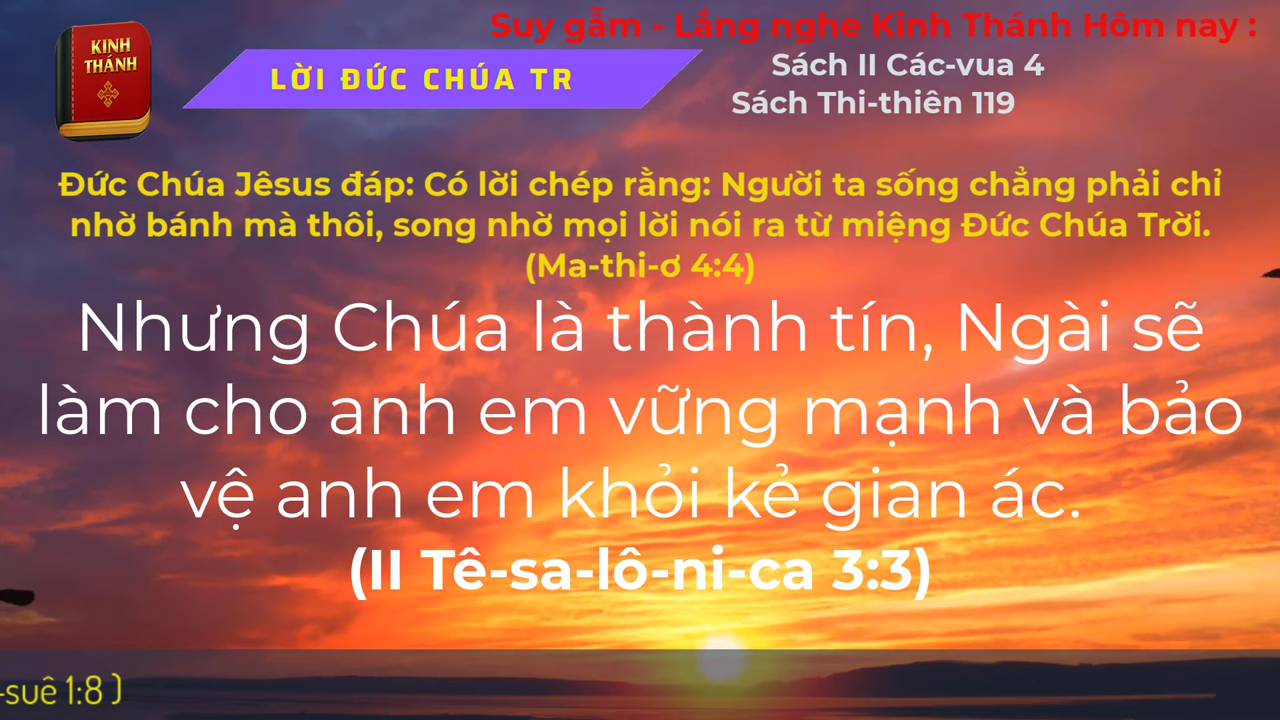 Suy gẫm - Lắng nghe Kinh Thánh Hôm nay :
KINH
THÁNH
LỜI ĐỨC CHÚA TR
Sách II Các-vua 4
Sách Thi-thiên 119
Đức Chúa Jêsus đáp: Có lời chép rằng: Người ta sống chẳng phải chỉ
nhờ bánh mà thôi, song nhờ mọi lời nói ra từ miệng Đức Chúa Trời.
(Ma-thi-ơ 4:4)
Nhưng Chúa là thành tín, Ngài sẽ
làm cho anh em vững mạnh và bảo
vệ anh em khỏi kẻ gian ác.
(II Tê-sa-lô-ni-ca 3:3)
-suê 1:8 )